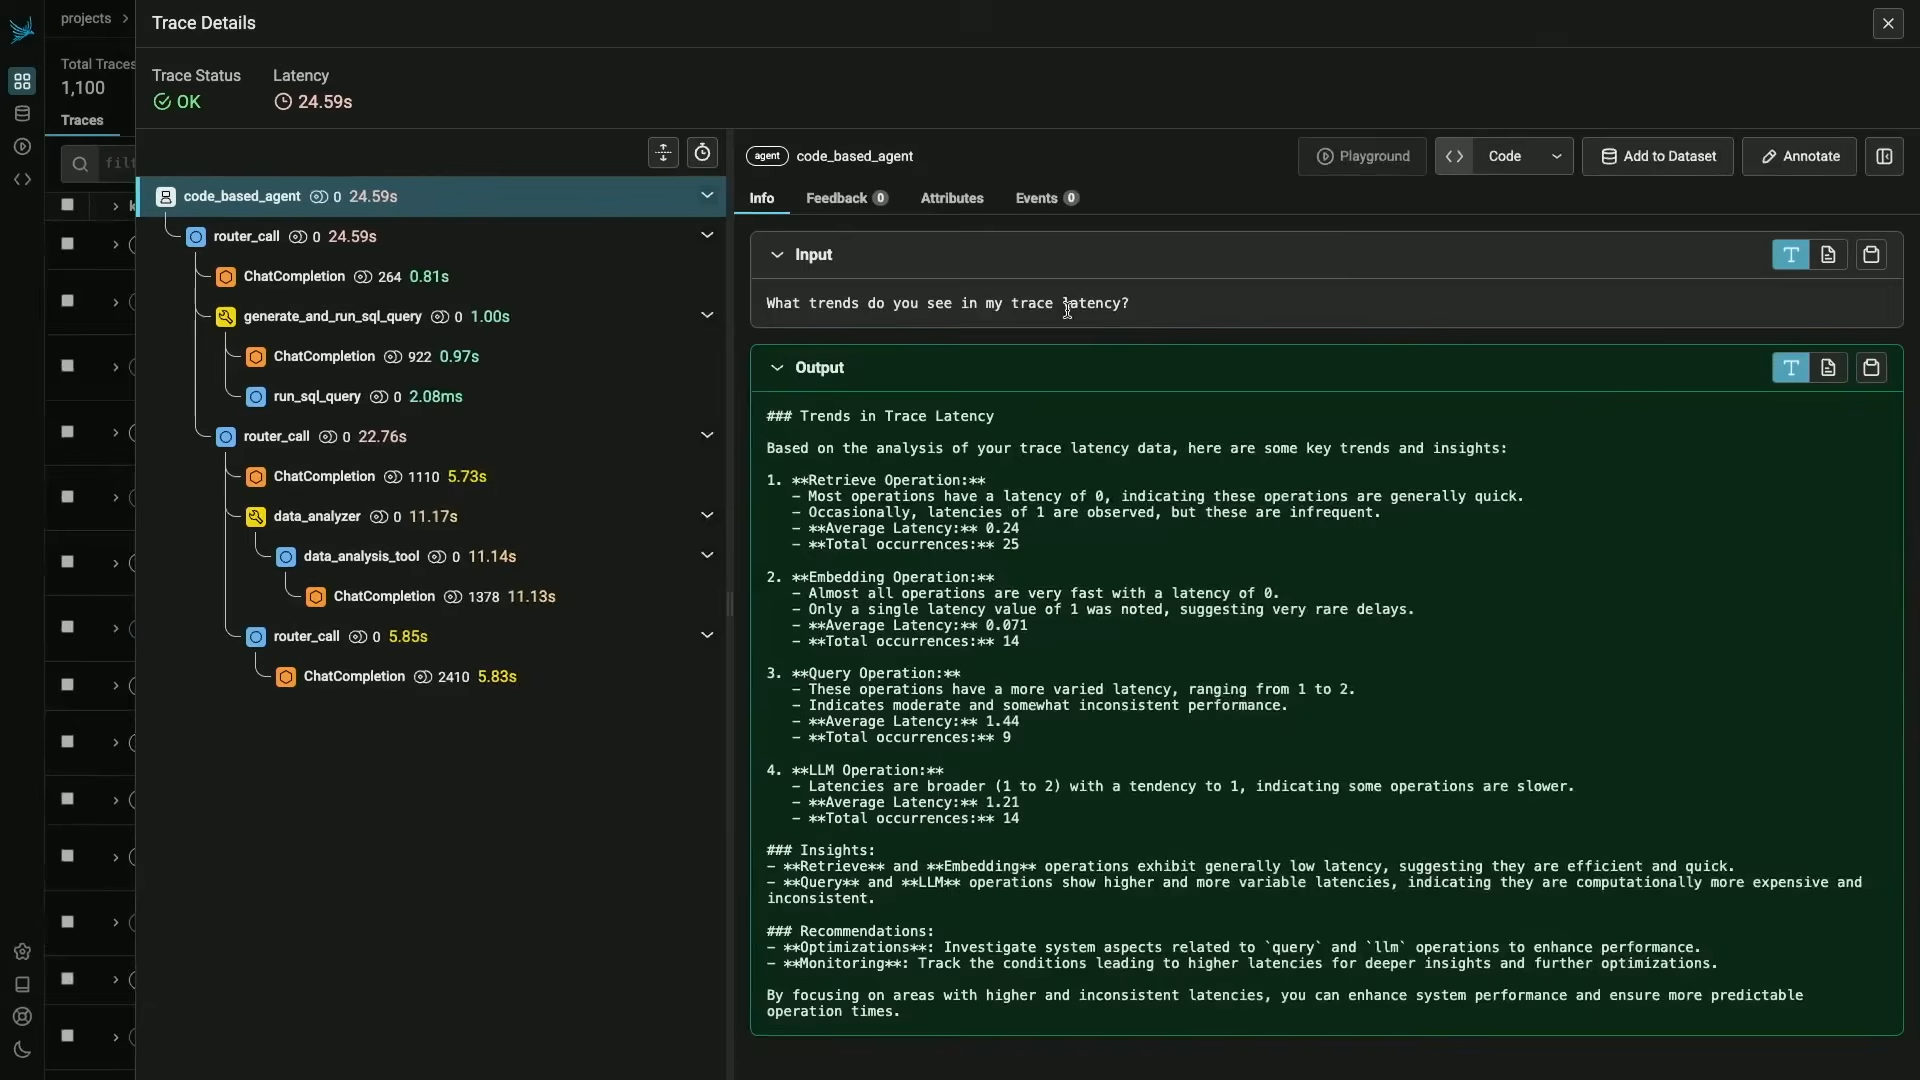 projects
Trace Details
Total Traces
1,100
Traces
Trace Status
Latency
OK
24.59s
agent
code_based_agent
Playground
Code
Add to Dataset
Annotate
Info
Feedback 0
Attributes
Events 0
code_based_agent 0 24.59s
router_call 0 24.59s
ChatCompletion 264 0.81s
generate_and_run_sql_query 0 1.00s
ChatCompletion 922 0.97s
run_sql_query 0 2.08ms
router_call 0 22.76s
ChatCompletion 1110 5.73s
data_analyzer 0 11.17s
data_analysis_tool 0 11.14s
ChatCompletion 1378 11.13s
router_call 0 5.85s
ChatCompletion 2410 5.83s
Input
What trends do you see in my trace latency?
Output
### Trends in Trace Latency
Based on the analysis of your trace latency data, here are some key trends and insights:
1. **Retrieve Operation:**
- Most operations have a latency of 0, indicating these operations are generally quick.
- Occasionally, latencies of 1 are observed, but these are infrequent.
- **Average Latency:** 0.24
- **Total occurrences:** 25
2. **Embedding Operation:**
- Almost all operations are very fast with a latency of 0.
- Only a single latency value of 1 was noted, suggesting very rare delays.
- **Average Latency:** 0.071
- **Total occurrences:** 14
3. **Query Operation:**
- These operations have a more varied latency, ranging from 1 to 2.
- Indicates moderate and somewhat inconsistent performance.
- **Average Latency:** 1.44
- **Total occurrences:** 9
4. **LLM Operation:**
- Latencies are broader (1 to 2) with a tendency to 1, indicating some operations are slower.
- **Average Latency:** 1.21
- **Total occurrences:** 14
### Insights:
- **Retrieve** and **Embedding** operations exhibit generally low latency, suggesting they are efficient and quick.
- **Query** and **LLM** operations show higher and more variable latencies, indicating they are computationally more expensive and
inconsistent.
### Recommendations:
- **Optimizations**: Investigate system aspects related to `query` and `llm` operations to enhance performance.
- **Monitoring**: Track the conditions leading to higher latencies for deeper insights and further optimizations.
By focusing on areas with higher and inconsistent latencies, you can enhance system performance and ensure more predictable
operation times.